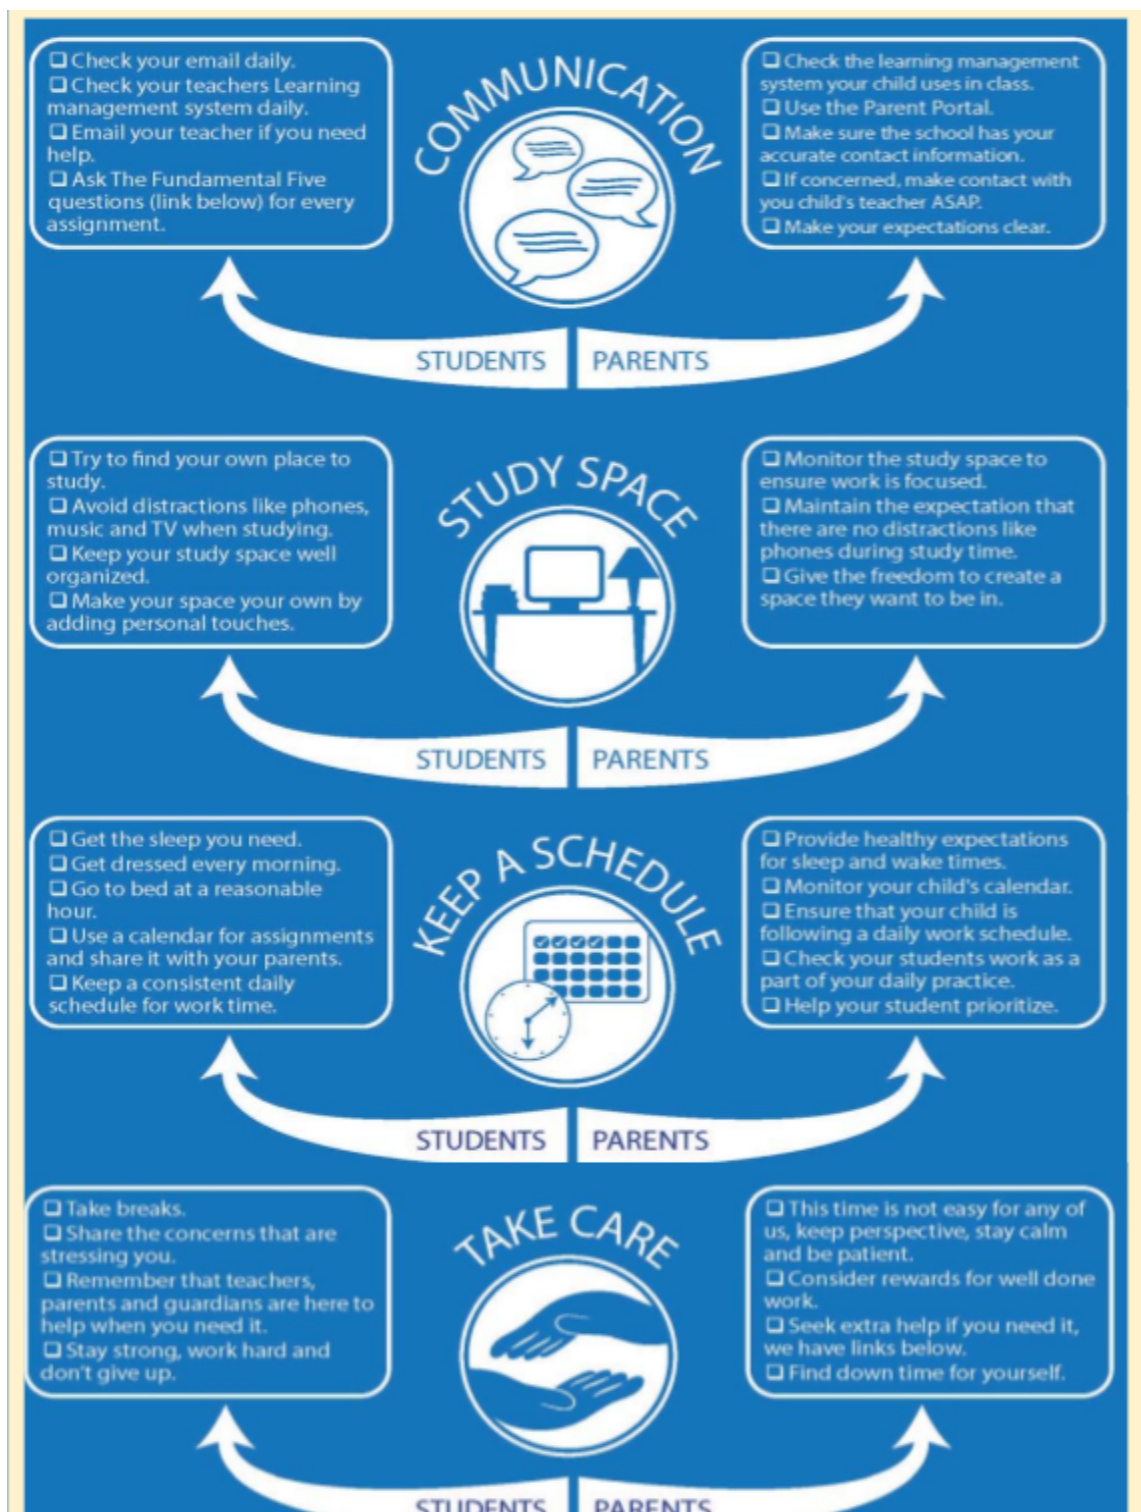 ❑ Check your email daily.
❑ Check your teachers Learning
management system daily.
❑ Email your teacher if you need
help.
❑ Ask The Fundamental Five
questions (link below) for every
assignment.
COMMUNICATION
❑ Check the learning management
system your child uses in class.
❑ Use the Parent Portal.
❑ Make sure the school has your
accurate contact information.
❑ If concerned, make contact with
you child's teacher ASAP.
❑ Make your expectations clear.
STUDENTS PARENTS
❑ Try to find your own place to
study.
❑ Avoid distractions like phones,
music and TV when studying.
❑ Keep your study space well
organized.
❑ Make your space your own by
adding personal touches.
STUDY SPACE
❑ Monitor the study space to
ensure work is focused.
❑ Maintain the expectation that
there are no distractions like
phones during study time.
❑ Give the freedom to create a
space they want to be in.
STUDENTS PARENTS
❑ Get the sleep you need.
❑ Get dressed every morning.
❑ Go to bed at a reasonable
hour.
❑ Use a calendar for assignments
and share it with your parents.
❑ Keep a consistent daily
schedule for work time.
KEEP A SCHEDULE
❑ Provide healthy expectations
for sleep and wake times.
❑ Monitor your child's calendar.
❑ Ensure that your child is
following a daily work schedule.
❑ Check your students work as a
part of your daily practice.
❑ Help your student prioritize.
STUDENTS PARENTS
❑ Take breaks.
❑ Share the concerns that are
stressing you.
❑ Remember that teachers,
parents and guardians are here to
help when you need it.
❑ Stay strong, work hard and
don't give up.
TAKE CARE
❑ This time is not easy for any of
us, keep perspective, stay calm
and be patient.
❑ Consider rewards for well done
work.
❑ Seek extra help if you need it,
we have links below.
❑ Find down time for yourself.
STUDENTS PARENTS